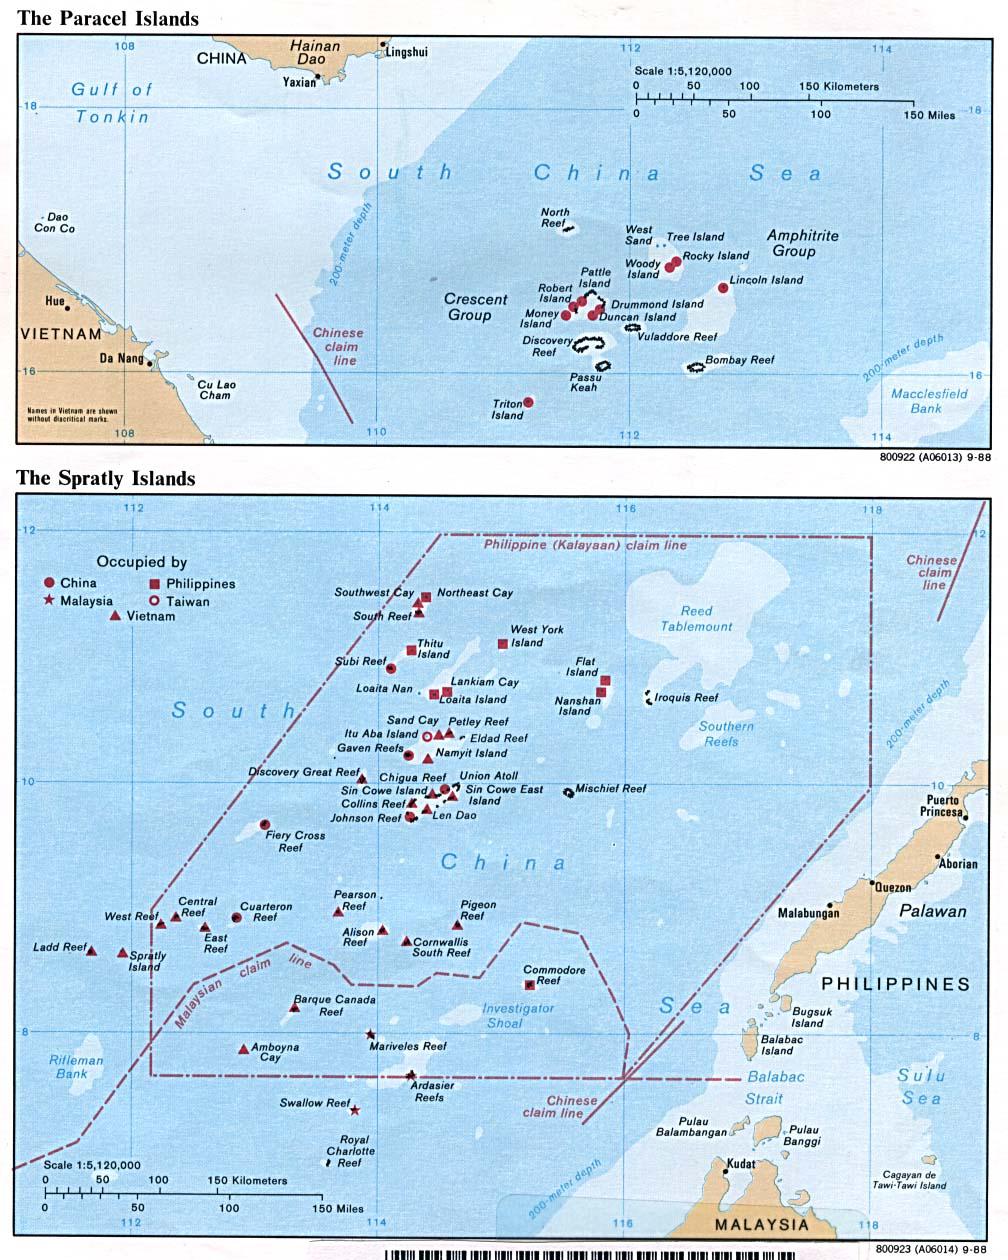 The Paracel Islands
108
112
114
CHINA
Hainan
Dao
Lingshui
Yaxian
Scale 1:5,120,000
0 50 100 150 Kilometers
0 50 100 150 Miles
Gulf of
Tonkin
18
18
South China Sea
Dao
Con Co
200-meter depth
North
Reef
West
Sand
Tree Island
Amphitrite
Group
Woody
Island
Rocky Island
Lincoln Island
Pattle
Island
Robert
Island
Crescent
Group
Money
Island
Drummond Island
Duncan Island
Hue
VIETNAM
Chinese
claim
line
Discovery
Reef
Vuladdore Reef
Da Nang
Passu
Keah
Bombay Reef
200-meter depth
16
16
Cu Lao
Cham
Macclesfield
Bank
Triton
Island
Names in Vietnam are shown
without diacritical marks.
108
110
112
114
800922 (A06013) 9-88
The Spratly Islands
112
114
116
118
12
12
Philippine (Kalayaan) claim line
Chinese
claim
line
Occupied by
China
Philippines
Malaysia
Taiwan
Vietnam
Southwest Cay
Northeast Cay
South Reef
Reed
Tablemount
Thitu
Island
West York
Island
Subi Reef
Flat
Island
Loaita Nan
Lankiam Cay
Loaita Island
Nanshan
Island
Iroquis Reef
South
Sand Cay
Petley Reef
Itu Aba Island
Eldad Reef
Southern
Reefs
200-meter depth
Gaven Reefs
Namyit Island
Discovery Great Reef
Chigua Reef
Union Atoll
10
10
Sin Cowe Island
Sin Cowe East
Island
Mischief Reef
Collins Reef
Johnson Reef
Len Dao
Puerto
Princesa
Fiery Cross
Reef
China
Aborian
Quezon
Palawan
Malabungan
West Reef
Central
Reef
Cuarteron
Reef
Pearson
Reef
Pigeon
Reef
East
Reef
Alison
Reef
Cornwallis
South Reef
Ladd Reef
Spratly
Island
Malaysian claim line
Commodore
Reef
PHILIPPINES
Barque Canada
Reef
Investigator
Shoal
Sea
Bugsuk
Island
8
8
Mariveles Reef
Amboyna
Cay
Balabac
Island
Rifleman
Bank
Ardasier
Reefs
Balabac
Strait
Sulu
Sea
Swallow Reef
Chinese
claim line
Pulau
Balambangan
Pulau
Banggi
Royal
Charlotte
Reef
Kudat
Cagayan de
Tawi-Tawi Island
Scale 1:5,120,000
0 50 100 150 Kilometers
0 50 100 150 Miles
200-meter depth
MALAYSIA
112
114
116
118
800923 (A06014) 9-88